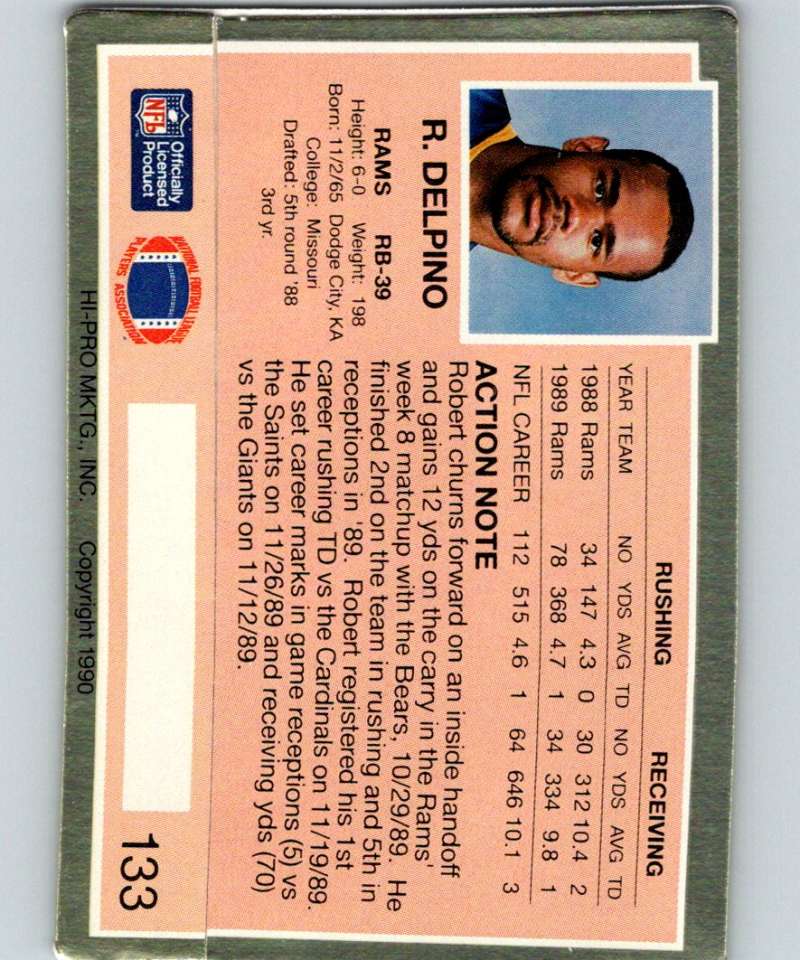 R. DELPINO
RAMS RB-39
Height: 6-0 Weight: 198
Born: 11/2/65 Dodge City, KA
College: Missouri
Drafted: 5th round '88
3rd yr.
RUSHING RECEIVING
YEAR TEAM NO YDS AVG TD NO YDS AVG TD
1988 Rams 34 147 4.3 0 30 312 10.4 2
1989 Rams 78 368 4.7 1 34 334 9.8 1
NFL CAREER 112 515 4.6 1 64 646 10.1 3
ACTION NOTE
Robert churns forward on an inside handoff
and gains 12 yds on the carry in the Rams'
week 8 matchup with the Bears, 10/29/89. He
finished 2nd on the team in rushing and 5th in
receptions in '89. Robert registered his 1st
career rushing TD vs the Cardinals on 11/19/89.
He set career marks in game receptions (5) vs
the Saints on 11/26/89 and receiving yds (70)
vs the Giants on 11/12/89.
NFL
Officially
Licensed
Product
NATIONAL FOOTBALL LEAGUE
PLAYERS ASSOCIATION
133
HI-PRO MKTG., INC. Copyright 1990